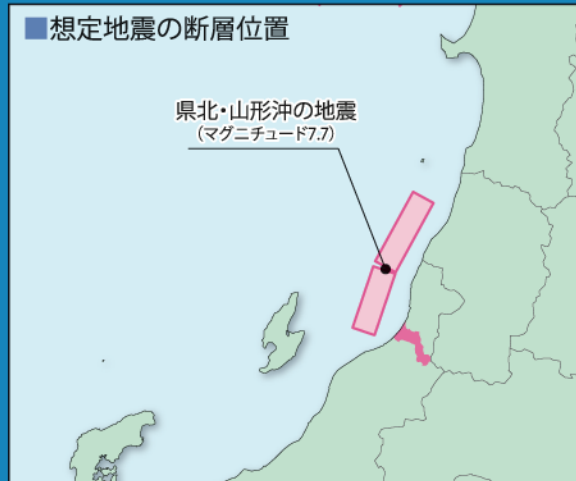 ■想定地震の断層位置
県北・山形沖の地震
（マグニチュード7.7）